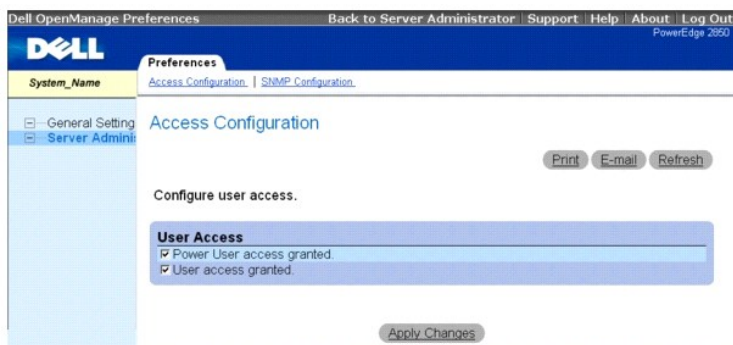 Dell OpenManage Preferences Back to Server Administrator | Support | Help | About | Log Out
PowerEdge 2850
DELL
Preferences
System_Name
Access Configuration | SNMP Configuration
General Setting
Server Adminis
Access Configuration
Print E-mail Refresh
Configure user access.
User Access
Power User access granted.
User access granted.
Apply Changes